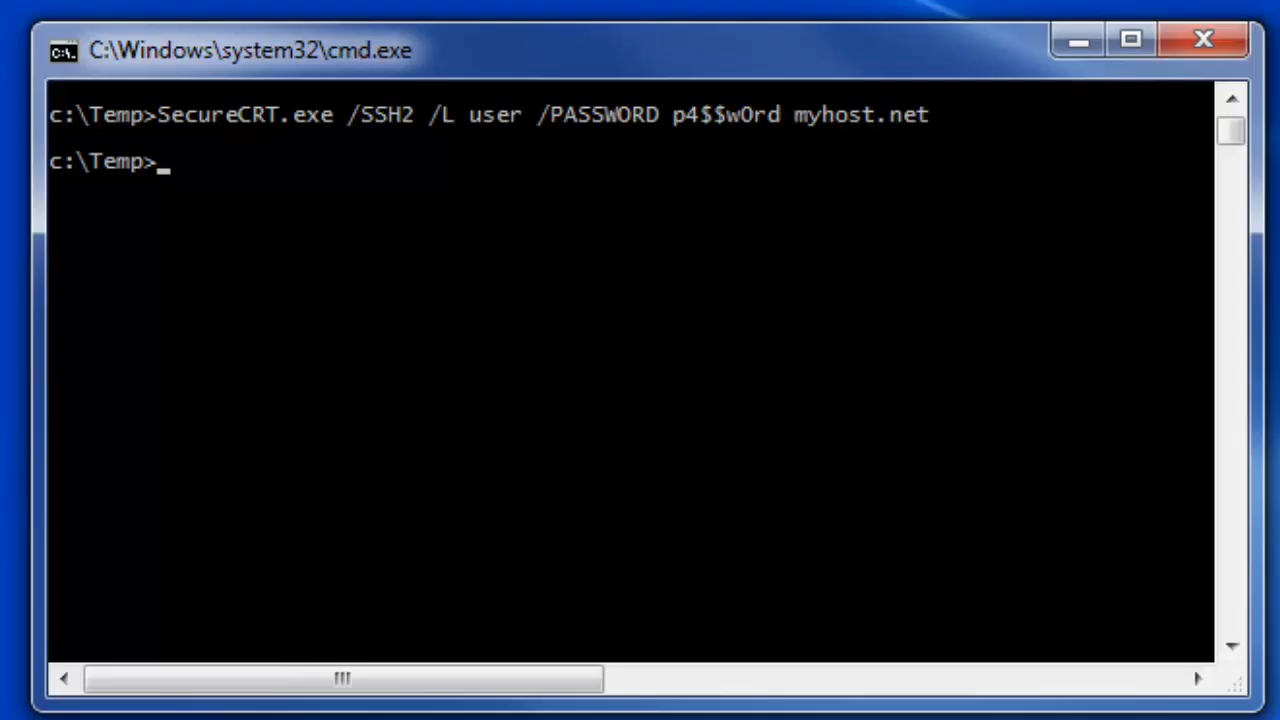 C:\Windows\system32\cmd.exe
c:\Temp>SecureCRT.exe /SSH2 /L user /PASSWORD p4$$w0rd myhost.net
c:\Temp>_